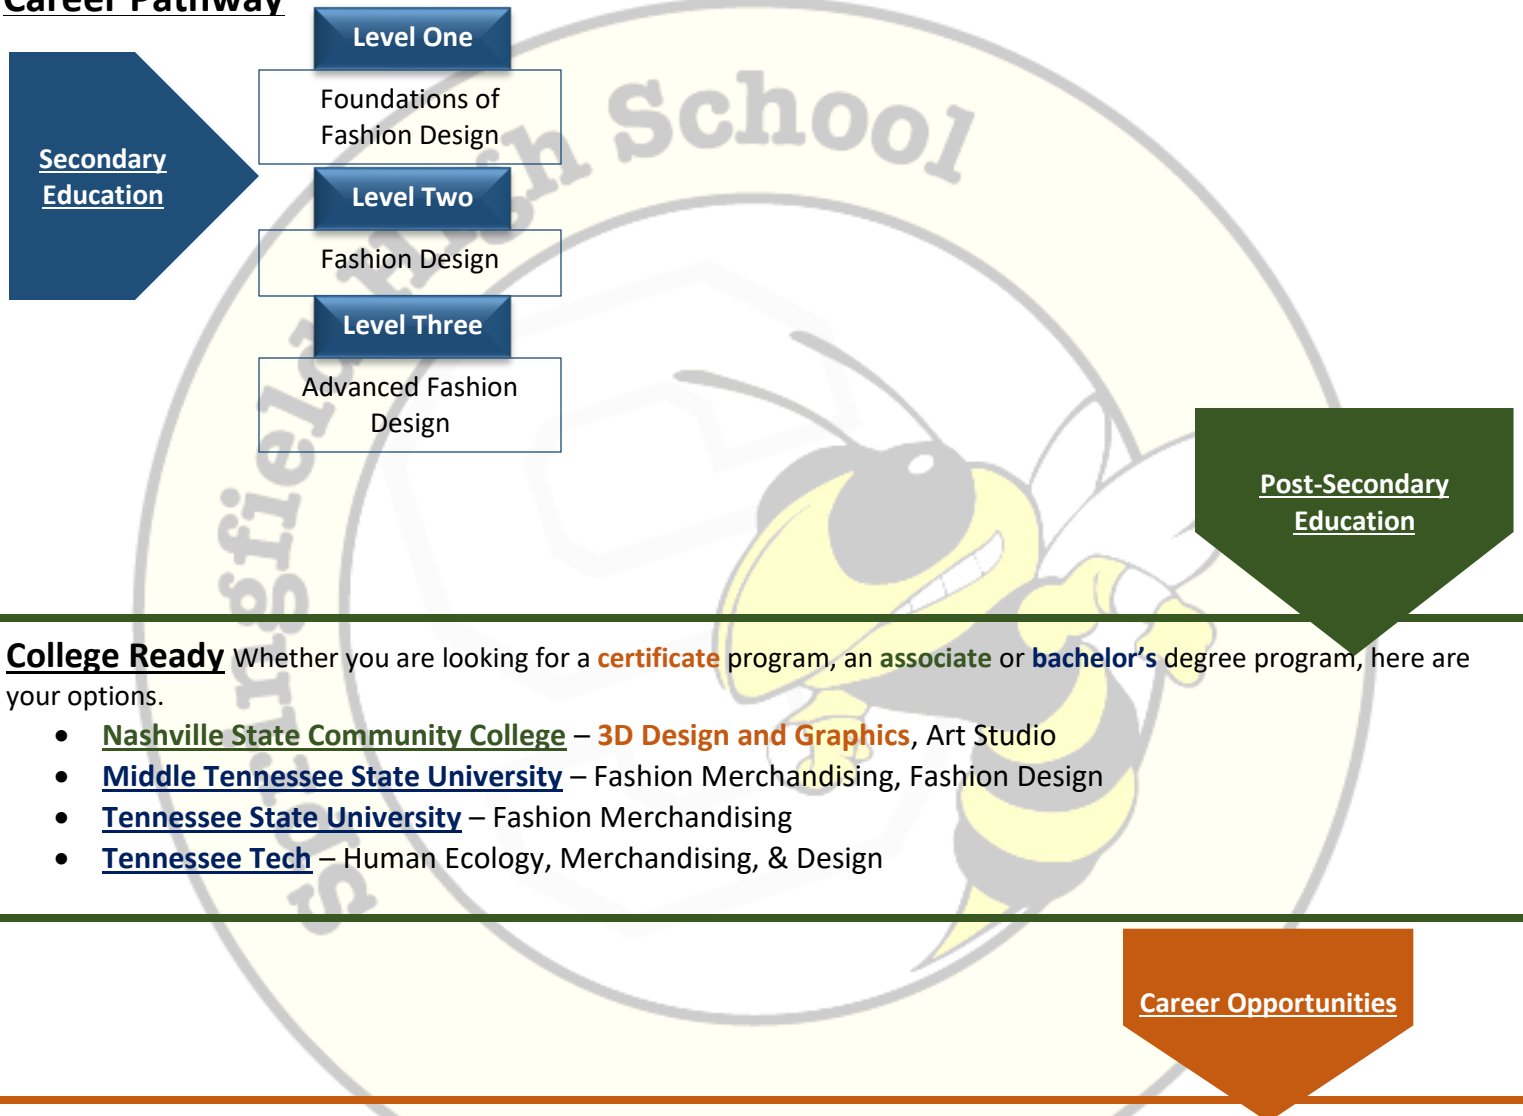 Career Pathway
Level One
Foundations of
Fashion Design
Secondary
Education
Level Two
Fashion Design
Level Three
Advanced Fashion
Design
Springfield High School
Post-Secondary
Education
College Ready Whether you are looking for a certificate program, an associate or bachelor’s degree program, here are
your options.
• Nashville State Community College – 3D Design and Graphics, Art Studio
• Middle Tennessee State University – Fashion Merchandising, Fashion Design
• Tennessee State University – Fashion Merchandising
• Tennessee Tech – Human Ecology, Merchandising, & Design
Career Opportunities